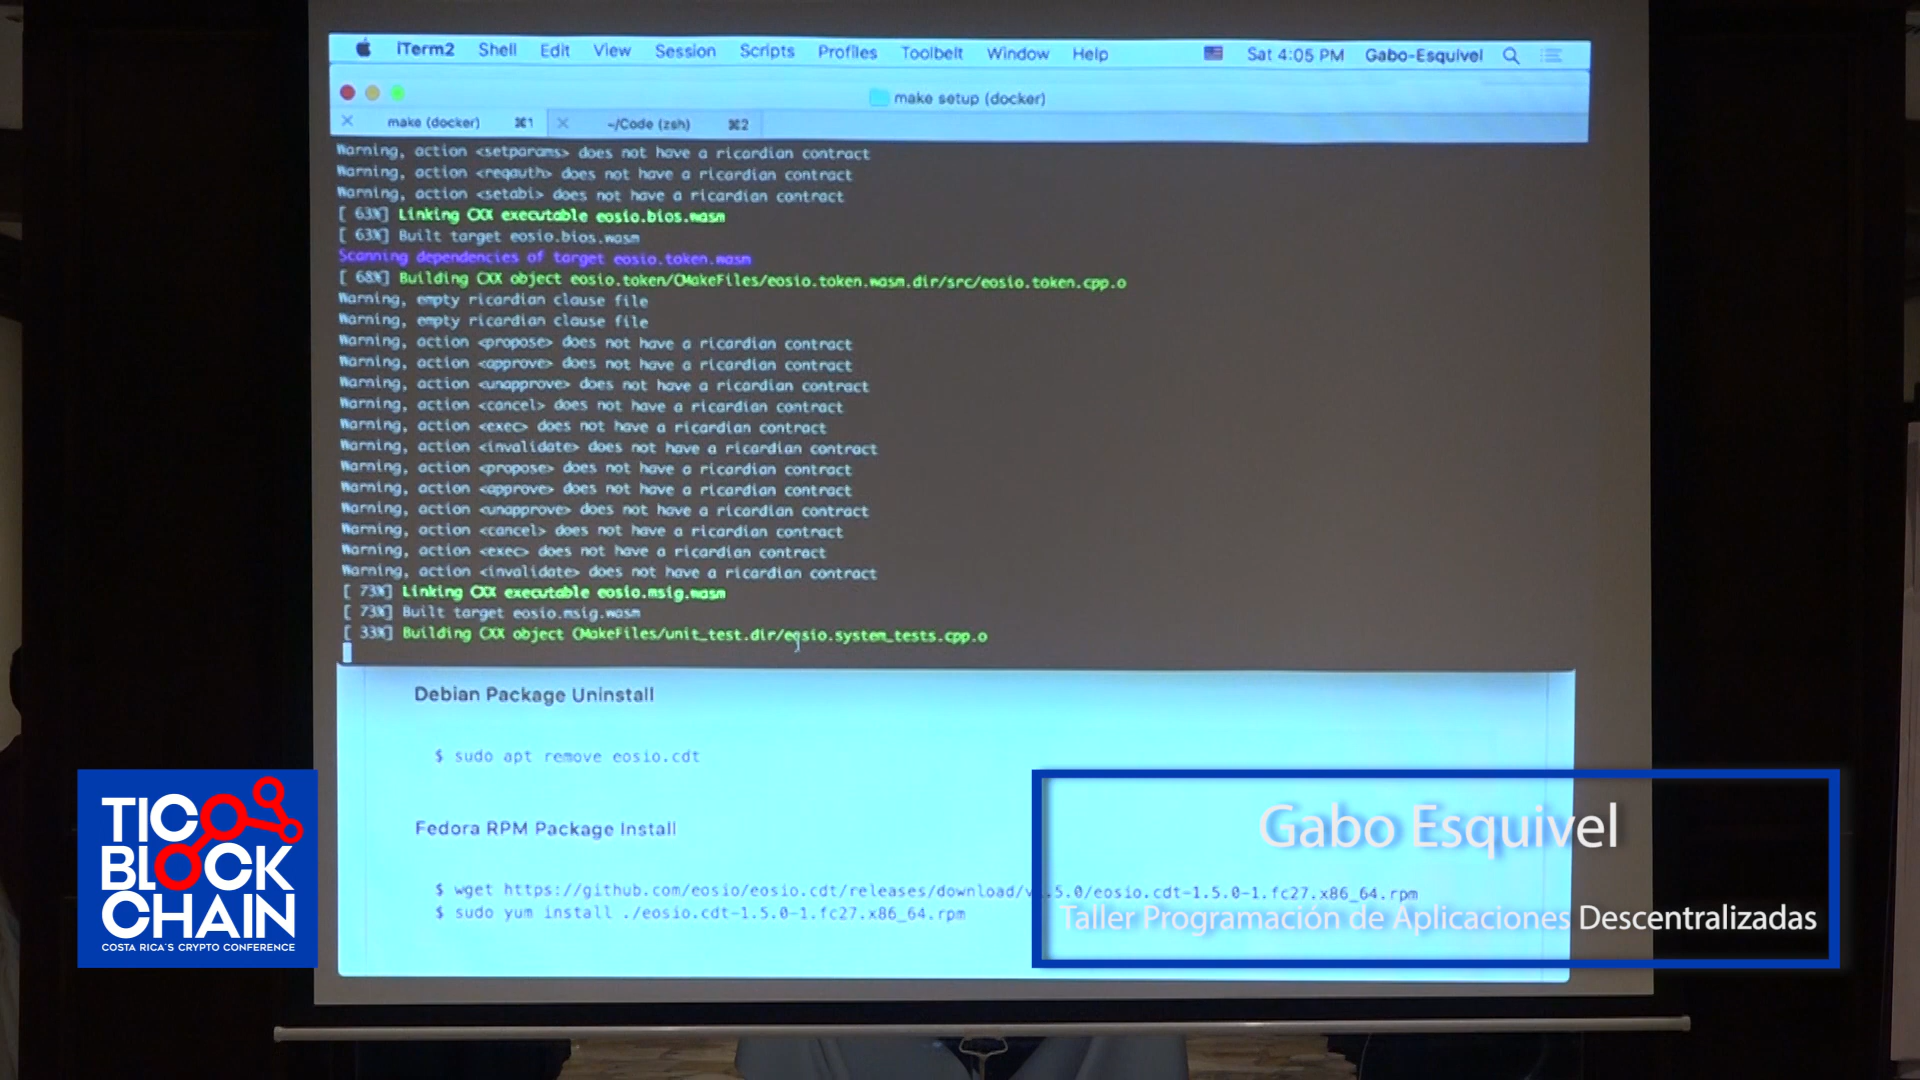 iTerm2 Shell Edit View Session Scripts Profiles Toolbelt Window Help Sat 4:05 PM Gabo-Esquivel
make setup (docker)
make (docker) ⌘1 ~/Code (zsh) ⌘2
Warning, action <setparams> does not have a ricardian contract
Warning, action <reqauth> does not have a ricardian contract
Warning, action <setabi> does not have a ricardian contract
[ 63%] Linking CXX executable eosio.bios.wasm
[ 63%] Built target eosio.bios.wasm
Scanning dependencies of target eosio.token.wasm
[ 68%] Building CXX object eosio.token/CMakeFiles/eosio.token.wasm.dir/src/eosio.token.cpp.o
Warning, empty ricardian clause file
Warning, empty ricardian clause file
Warning, action <propose> does not have a ricardian contract
Warning, action <approve> does not have a ricardian contract
Warning, action <unapprove> does not have a ricardian contract
Warning, action <cancel> does not have a ricardian contract
Warning, action <exec> does not have a ricardian contract
Warning, action <invalidate> does not have a ricardian contract
Warning, action <propose> does not have a ricardian contract
Warning, action <approve> does not have a ricardian contract
Warning, action <unapprove> does not have a ricardian contract
Warning, action <cancel> does not have a ricardian contract
Warning, action <exec> does not have a ricardian contract
Warning, action <invalidate> does not have a ricardian contract
[ 73%] Linking CXX executable eosio.msig.wasm
[ 73%] Built target eosio.msig.wasm
[ 33%] Building CXX object CMakeFiles/unit_test.dir/eosio.system_tests.cpp.o
Debian Package Uninstall
$ sudo apt remove eosio.cdt
Fedora RPM Package Install
$ wget https://github.com/eosio/eosio.cdt/releases/download/v1.5.0/eosio.cdt-1.5.0-1.fc27.x86_64.rpm
$ sudo yum install ./eosio.cdt-1.5.0-1.fc27.x86_64.rpm
TICO
BLOCK
CHAIN
COSTA RICA'S CRYPTO CONFERENCE
Gabo Esquivel
Taller Programación de Aplicaciones Descentralizadas